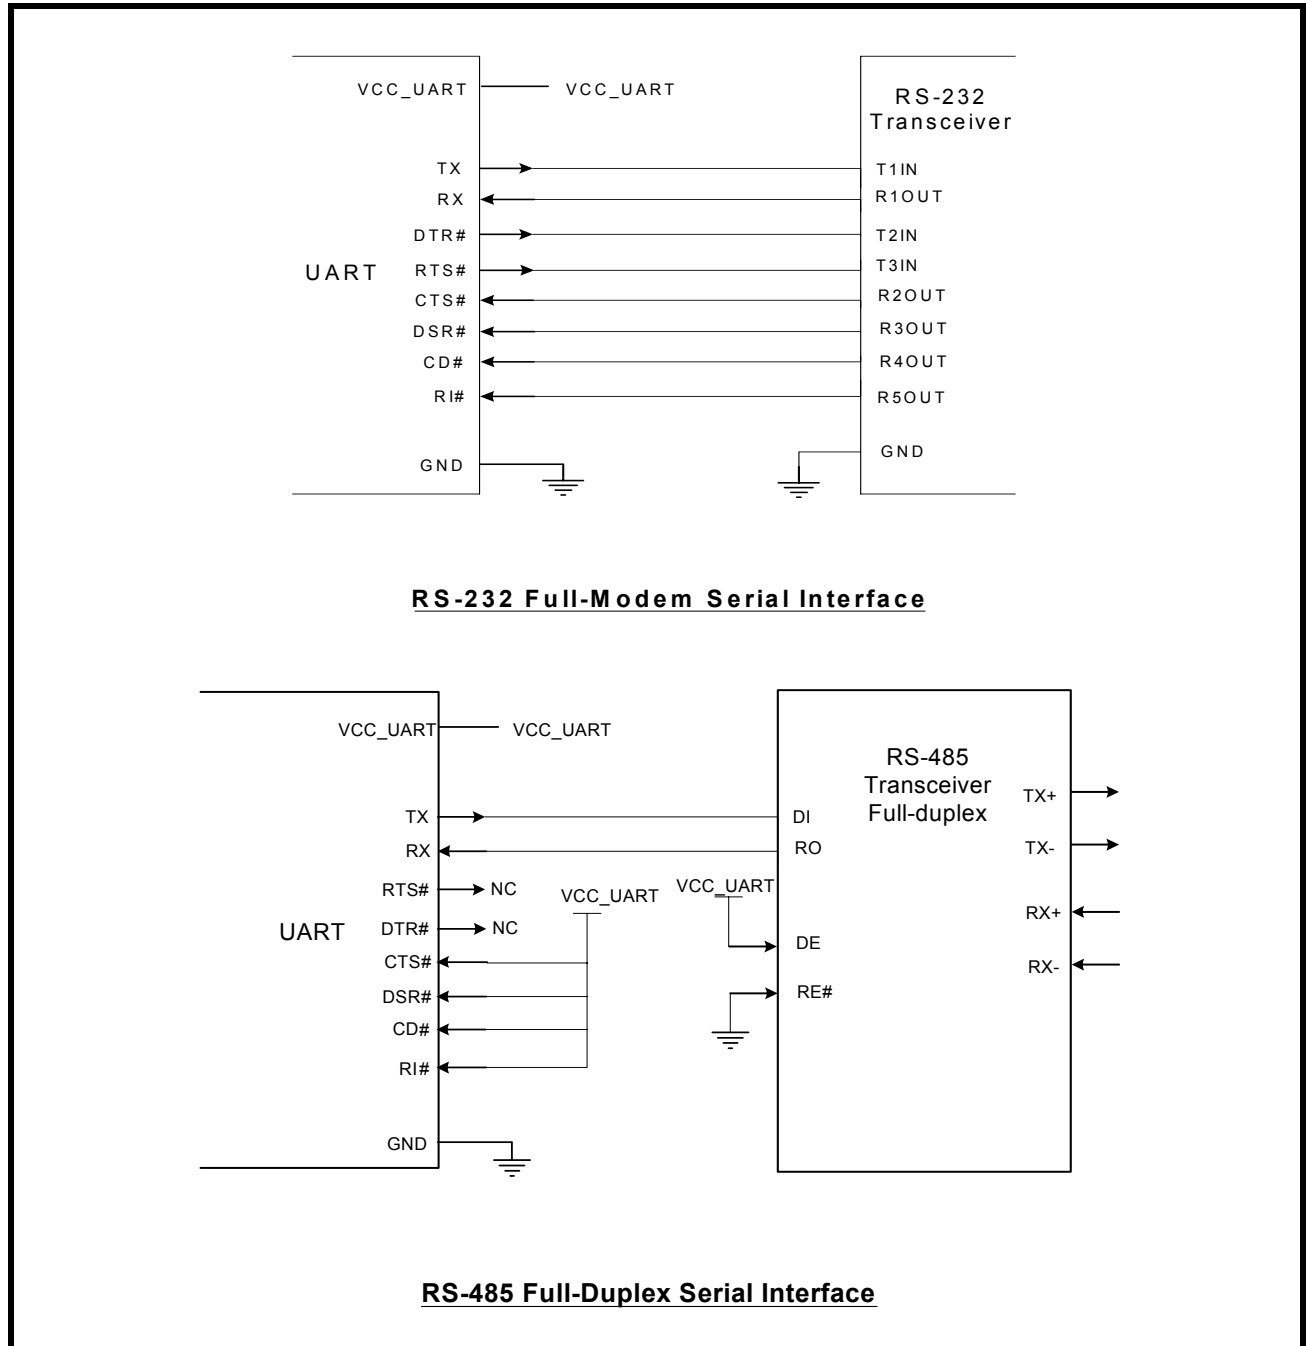 VCC_UART
VCC_UART
RS-232
Transceiver
TX
T1IN
RX
R1OUT
DTR#
T2IN
UART
RTS#
T3IN
CTS#
R2OUT
DSR#
R3OUT
CD#
R4OUT
RI#
R5OUT
GND
GND
RS-232 Full-Modem Serial Interface
VCC_UART
VCC_UART
RS-485
Transceiver
Full-duplex
TX+
TX
DI
RX
RO
TX-
RTS#
NC
VCC_UART
VCC_UART
RX+
UART
DTR#
NC
DE
CTS#
RX-
DSR#
RE#
CD#
RI#
GND
RS-485 Full-Duplex Serial Interface